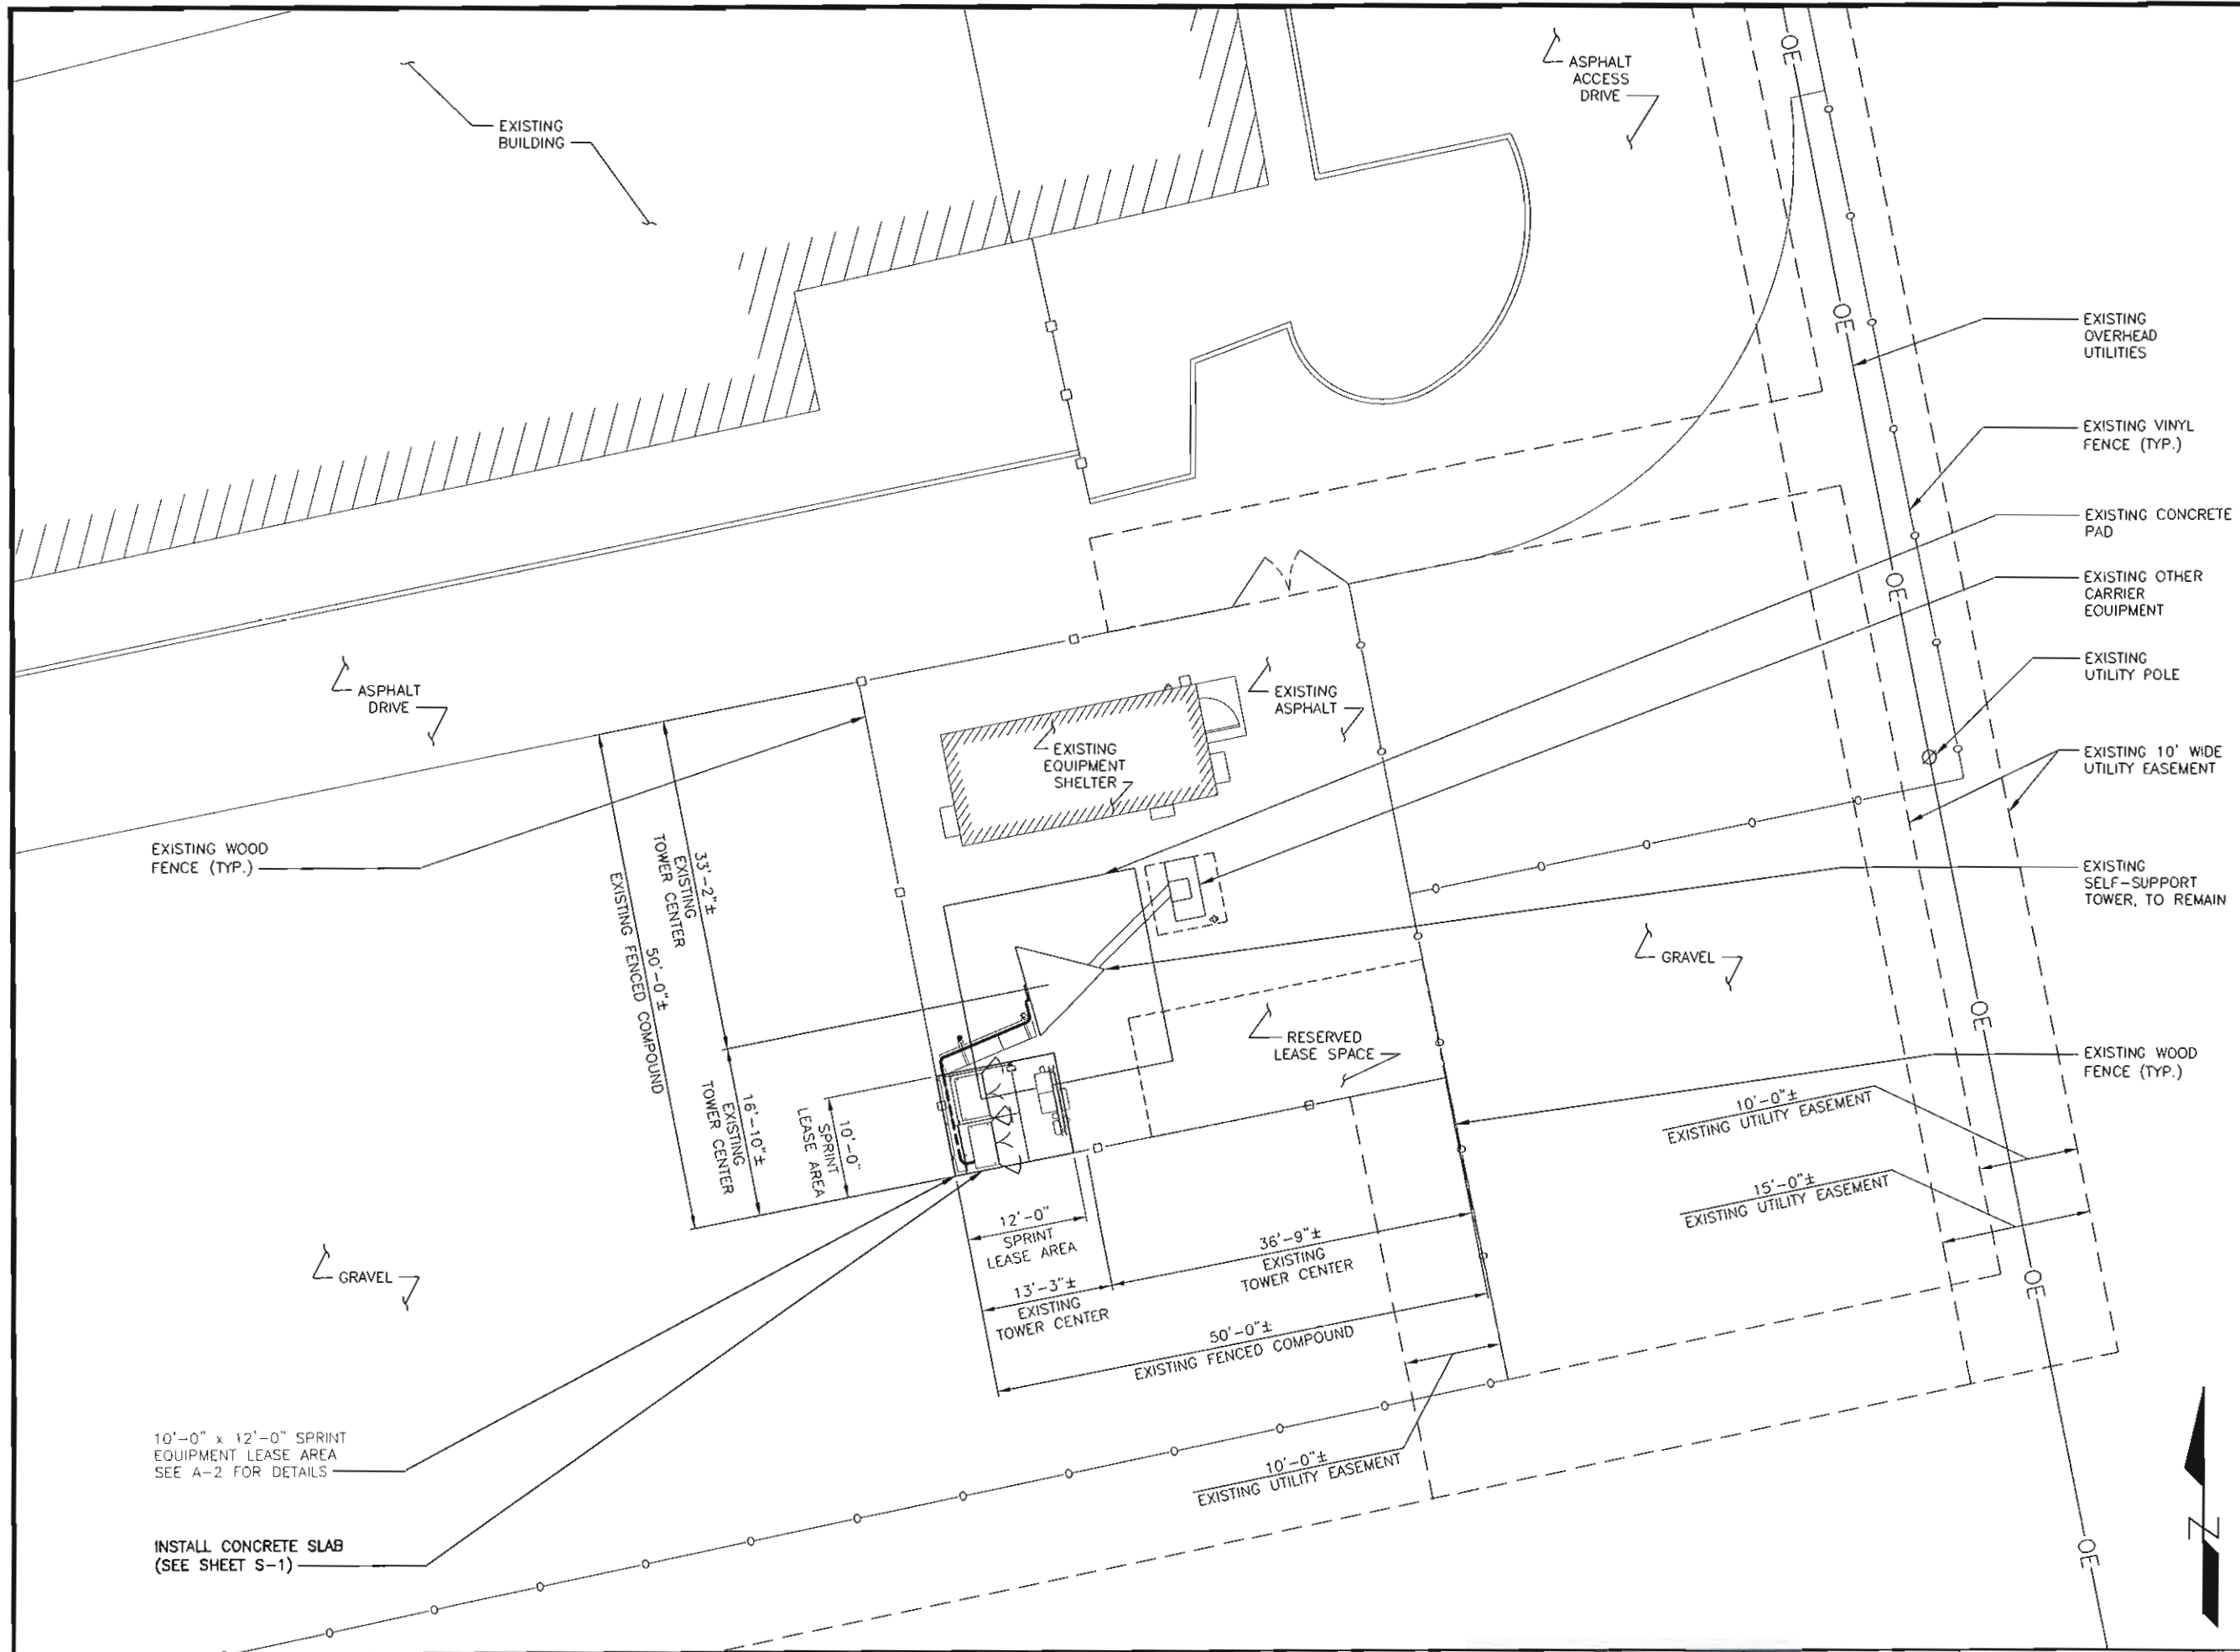 ASPHALT
ACCESS
DRIVE
OE
EXISTING
BUILDING
EXISTING
OVERHEAD
UTILITIES
OE
EXISTING VINYL
FENCE (TYP.)
EXISTING CONCRETE
PAD
EXISTING OTHER
CARRIER
EQUIPMENT
OE
EXISTING
UTILITY POLE
ASPHALT
DRIVE
EXISTING
ASPHALT
EXISTING
EQUIPMENT
SHELTER
EXISTING 10' WIDE
UTILITY EASEMENT
EXISTING WOOD
FENCE (TYP.)
33'-2"±
EXISTING
TOWER CENTER
50'-0"±
EXISTING FENCED COMPOUND
EXISTING
SELF-SUPPORT
TOWER, TO REMAIN
GRAVEL
OE
RESERVED
LEASE SPACE
EXISTING WOOD
FENCE (TYP.)
16'-10"±
EXISTING
TOWER CENTER
10'-0"
SPRINT
LEASE AREA
10'-0"±
EXISTING UTILITY EASEMENT
15'-0"±
EXISTING UTILITY EASEMENT
12'-0"
SPRINT
LEASE AREA
36'-9"±
EXISTING
TOWER CENTER
GRAVEL
OE
13'-3"±
EXISTING
TOWER CENTER
50'-0"±
EXISTING FENCED COMPOUND
10'-0" x 12'-0" SPRINT
EQUIPMENT LEASE AREA
SEE A-2 FOR DETAILS
10'-0"±
EXISTING UTILITY EASEMENT
INSTALL CONCRETE SLAB
(SEE SHEET S-1)
OE
N